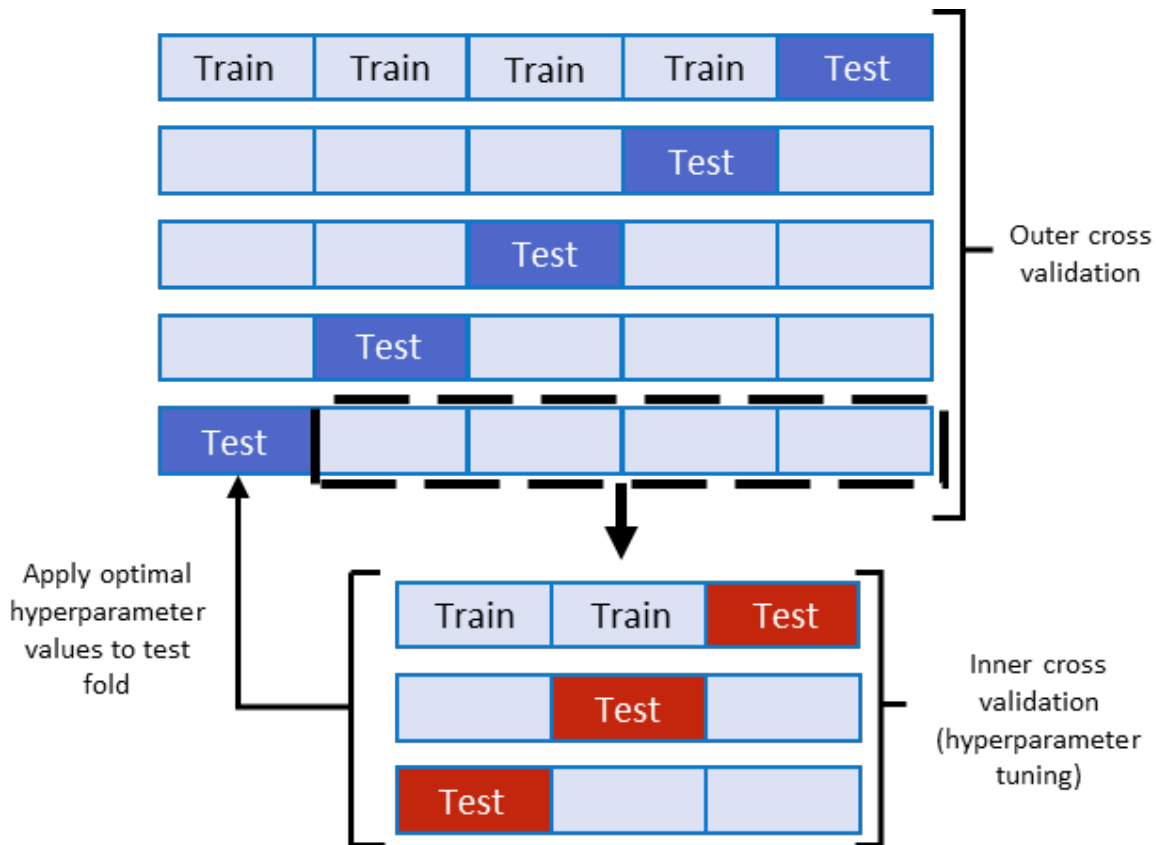 Train Train Train Train Test
Test
Test
Test
Test
Outer cross
validation
Apply optimal
hyperparameter
values to test
fold
Train Train Test
Test
Test
Inner cross
validation
(hyperparameter
tuning)